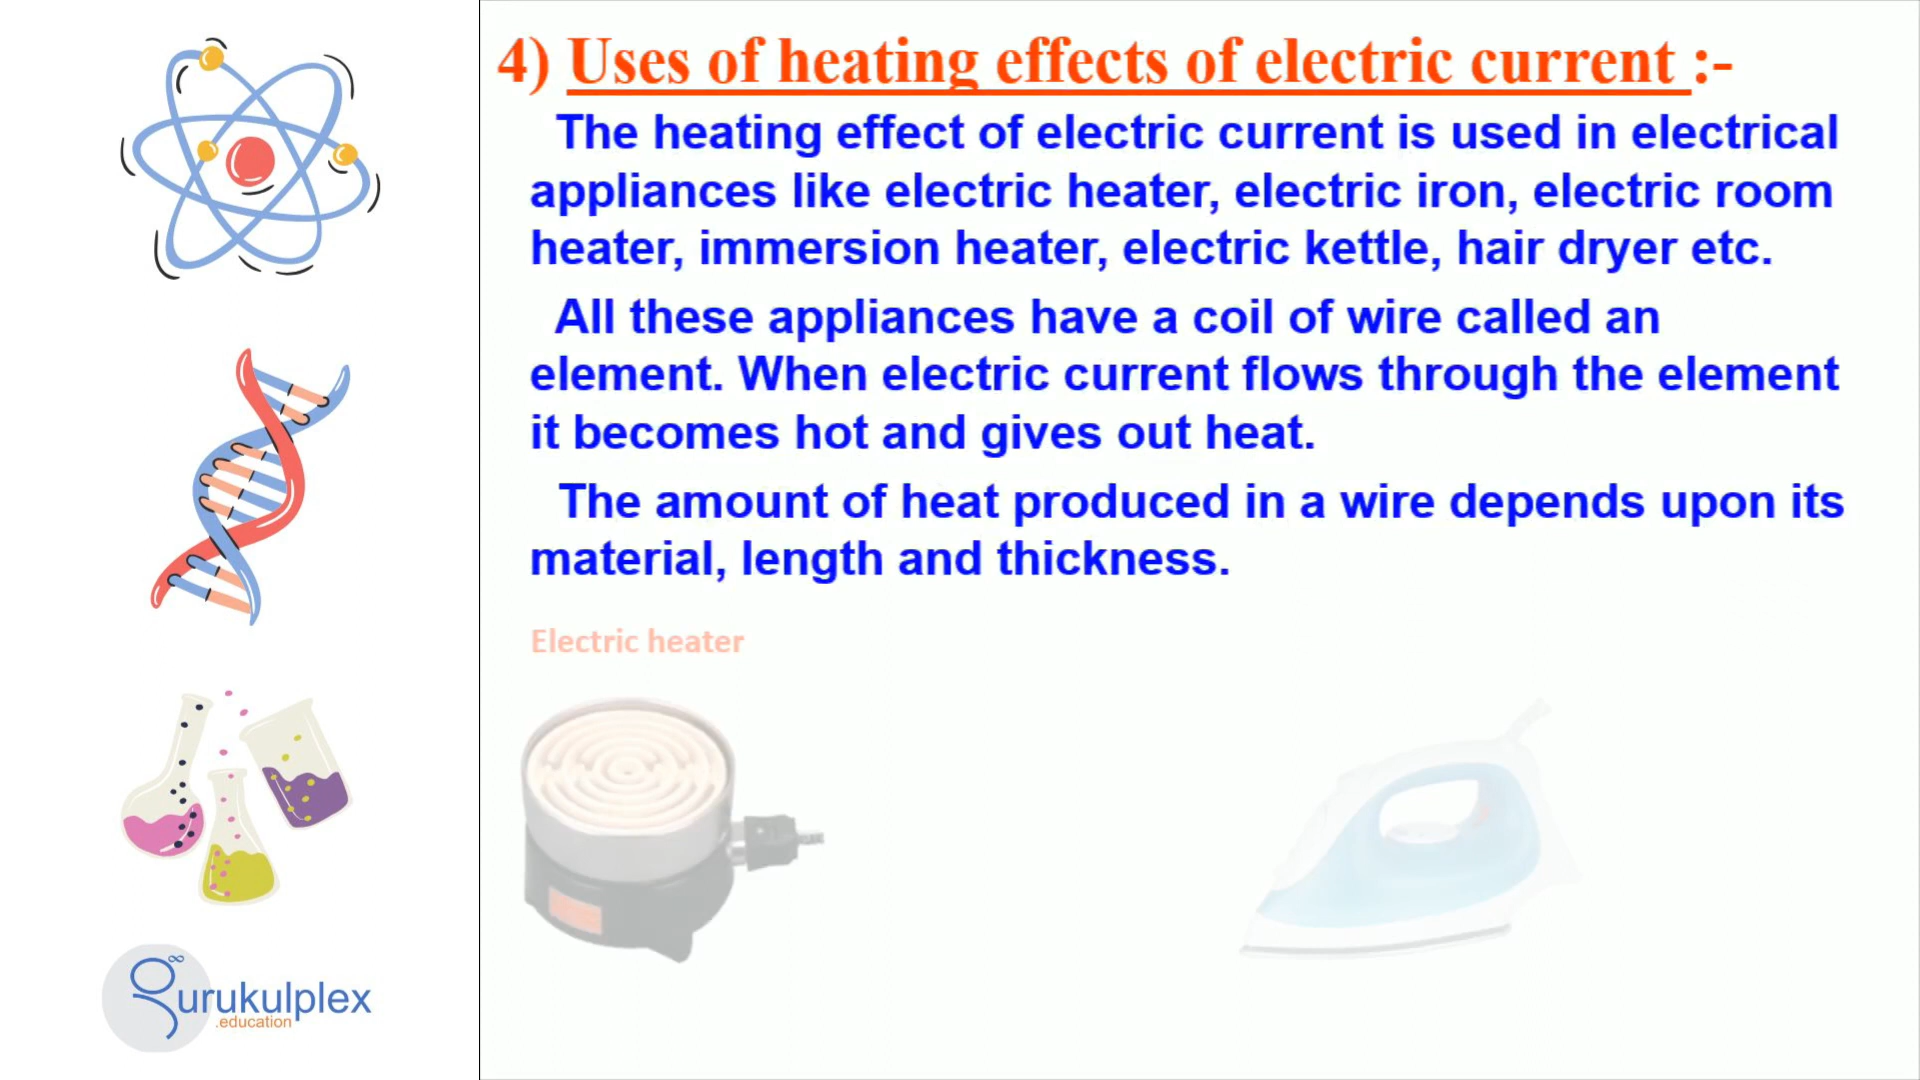 4) Uses of heating effects of electric current :-
The heating effect of electric current is used in electrical
appliances like electric heater, electric iron, electric room
heater, immersion heater, electric kettle, hair dryer etc.
All these appliances have a coil of wire called an
element. When electric current flows through the element
it becomes hot and gives out heat.
The amount of heat produced in a wire depends upon its
material, length and thickness.
Electric heater
gurukulplex
.education